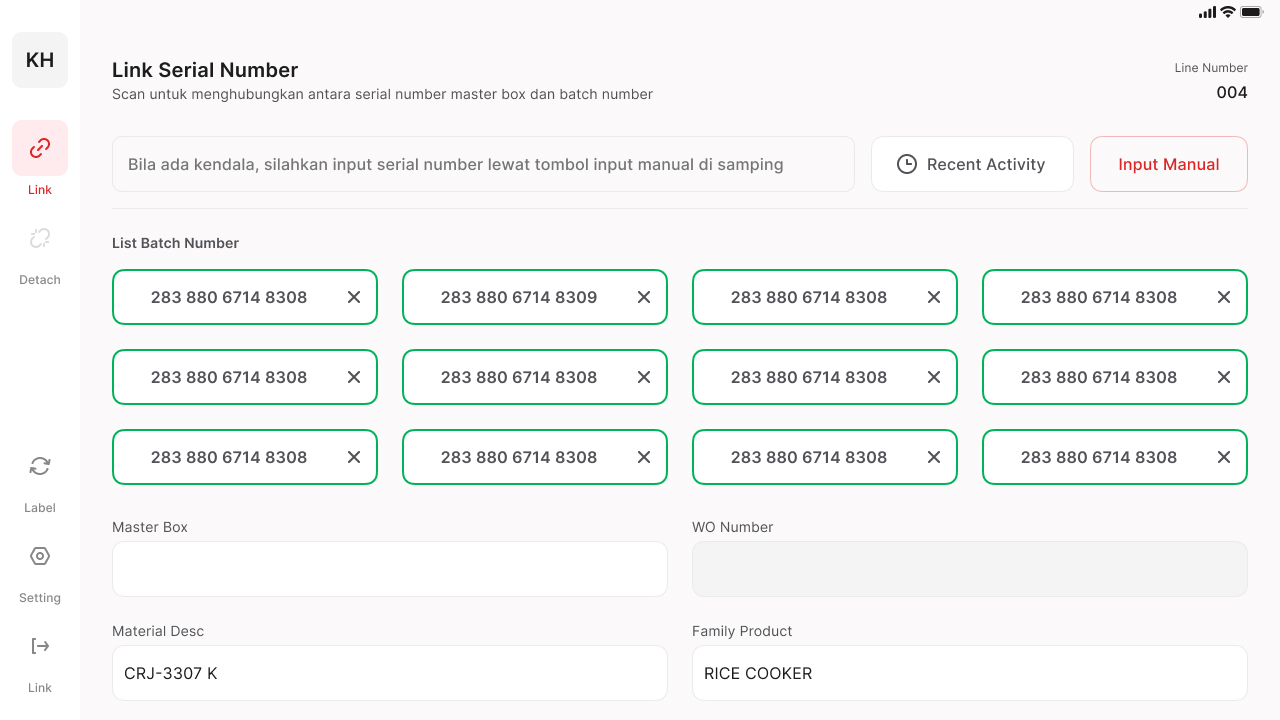 KH
Link
Detach
Label
Setting
Link
Link Serial Number
Scan untuk menghubungkan antara serial number master box dan batch number
Line Number
004
Bila ada kendala, silahkan input serial number lewat tombol input manual di samping
Recent Activity
Input Manual
List Batch Number
283 880 6714 8308
283 880 6714 8309
283 880 6714 8308
283 880 6714 8308
283 880 6714 8308
283 880 6714 8308
283 880 6714 8308
283 880 6714 8308
283 880 6714 8308
283 880 6714 8308
283 880 6714 8308
283 880 6714 8308
Master Box
WO Number
Material Desc
Family Product
CRJ-3307 K
RICE COOKER